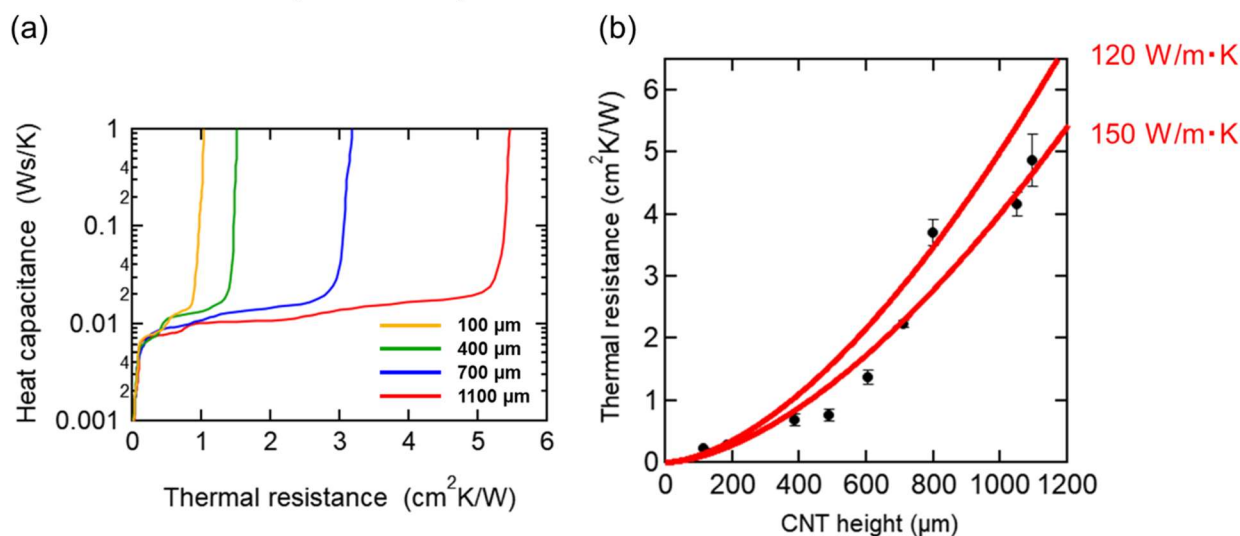 (a)
Heat capacitance (Ws/K)
1
4
2
0.1
4
2
0.01
4
2
0.001
100 µm
400 µm
700 µm
1100 µm
0 1 2 3 4 5 6
Thermal resistance (cm²K/W)
(b)
Thermal resistance (cm²K/W)
6
5
4
3
2
1
0
0 200 400 600 800 1000 1200
CNT height (µm)
120 W/m・K
150 W/m・K